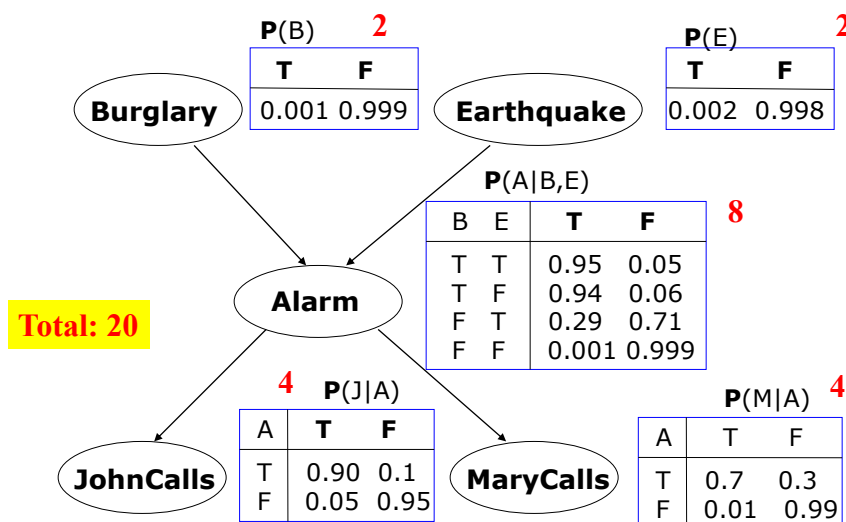 P(B) 2
T F
0.001 0.999
Burglary
P(E) 2
T F
0.002 0.998
Earthquake
P(A|B,E)
8
B E T F
T T 0.95 0.05
T F 0.94 0.06
F T 0.29 0.71
F F 0.001 0.999
Alarm
Total: 20
4 P(J|A)
A T F
T 0.90 0.1
F 0.05 0.95
JohnCalls
P(M|A) 4
A T F
T 0.7 0.3
F 0.01 0.99
MaryCalls